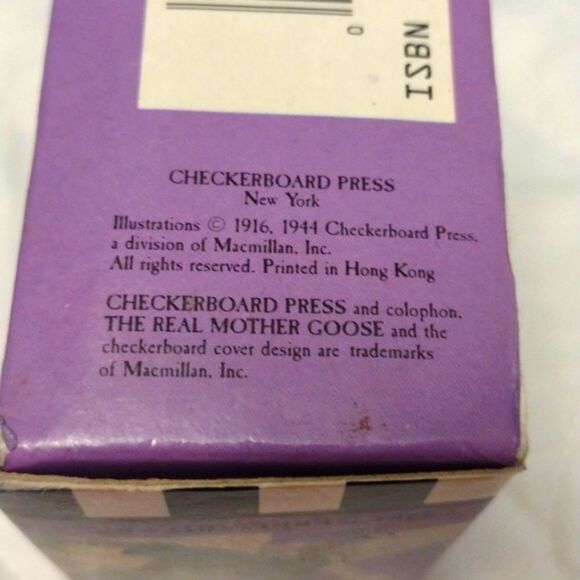 0
ISBN
CHECKERBOARD PRESS
New York
Illustrations © 1916, 1944 Checkerboard Press,
a division of Macmillan, Inc.
All rights reserved. Printed in Hong Kong
CHECKERBOARD PRESS and colophon,
THE REAL MOTHER GOOSE and the
checkerboard cover design are trademarks
of Macmillan, Inc.